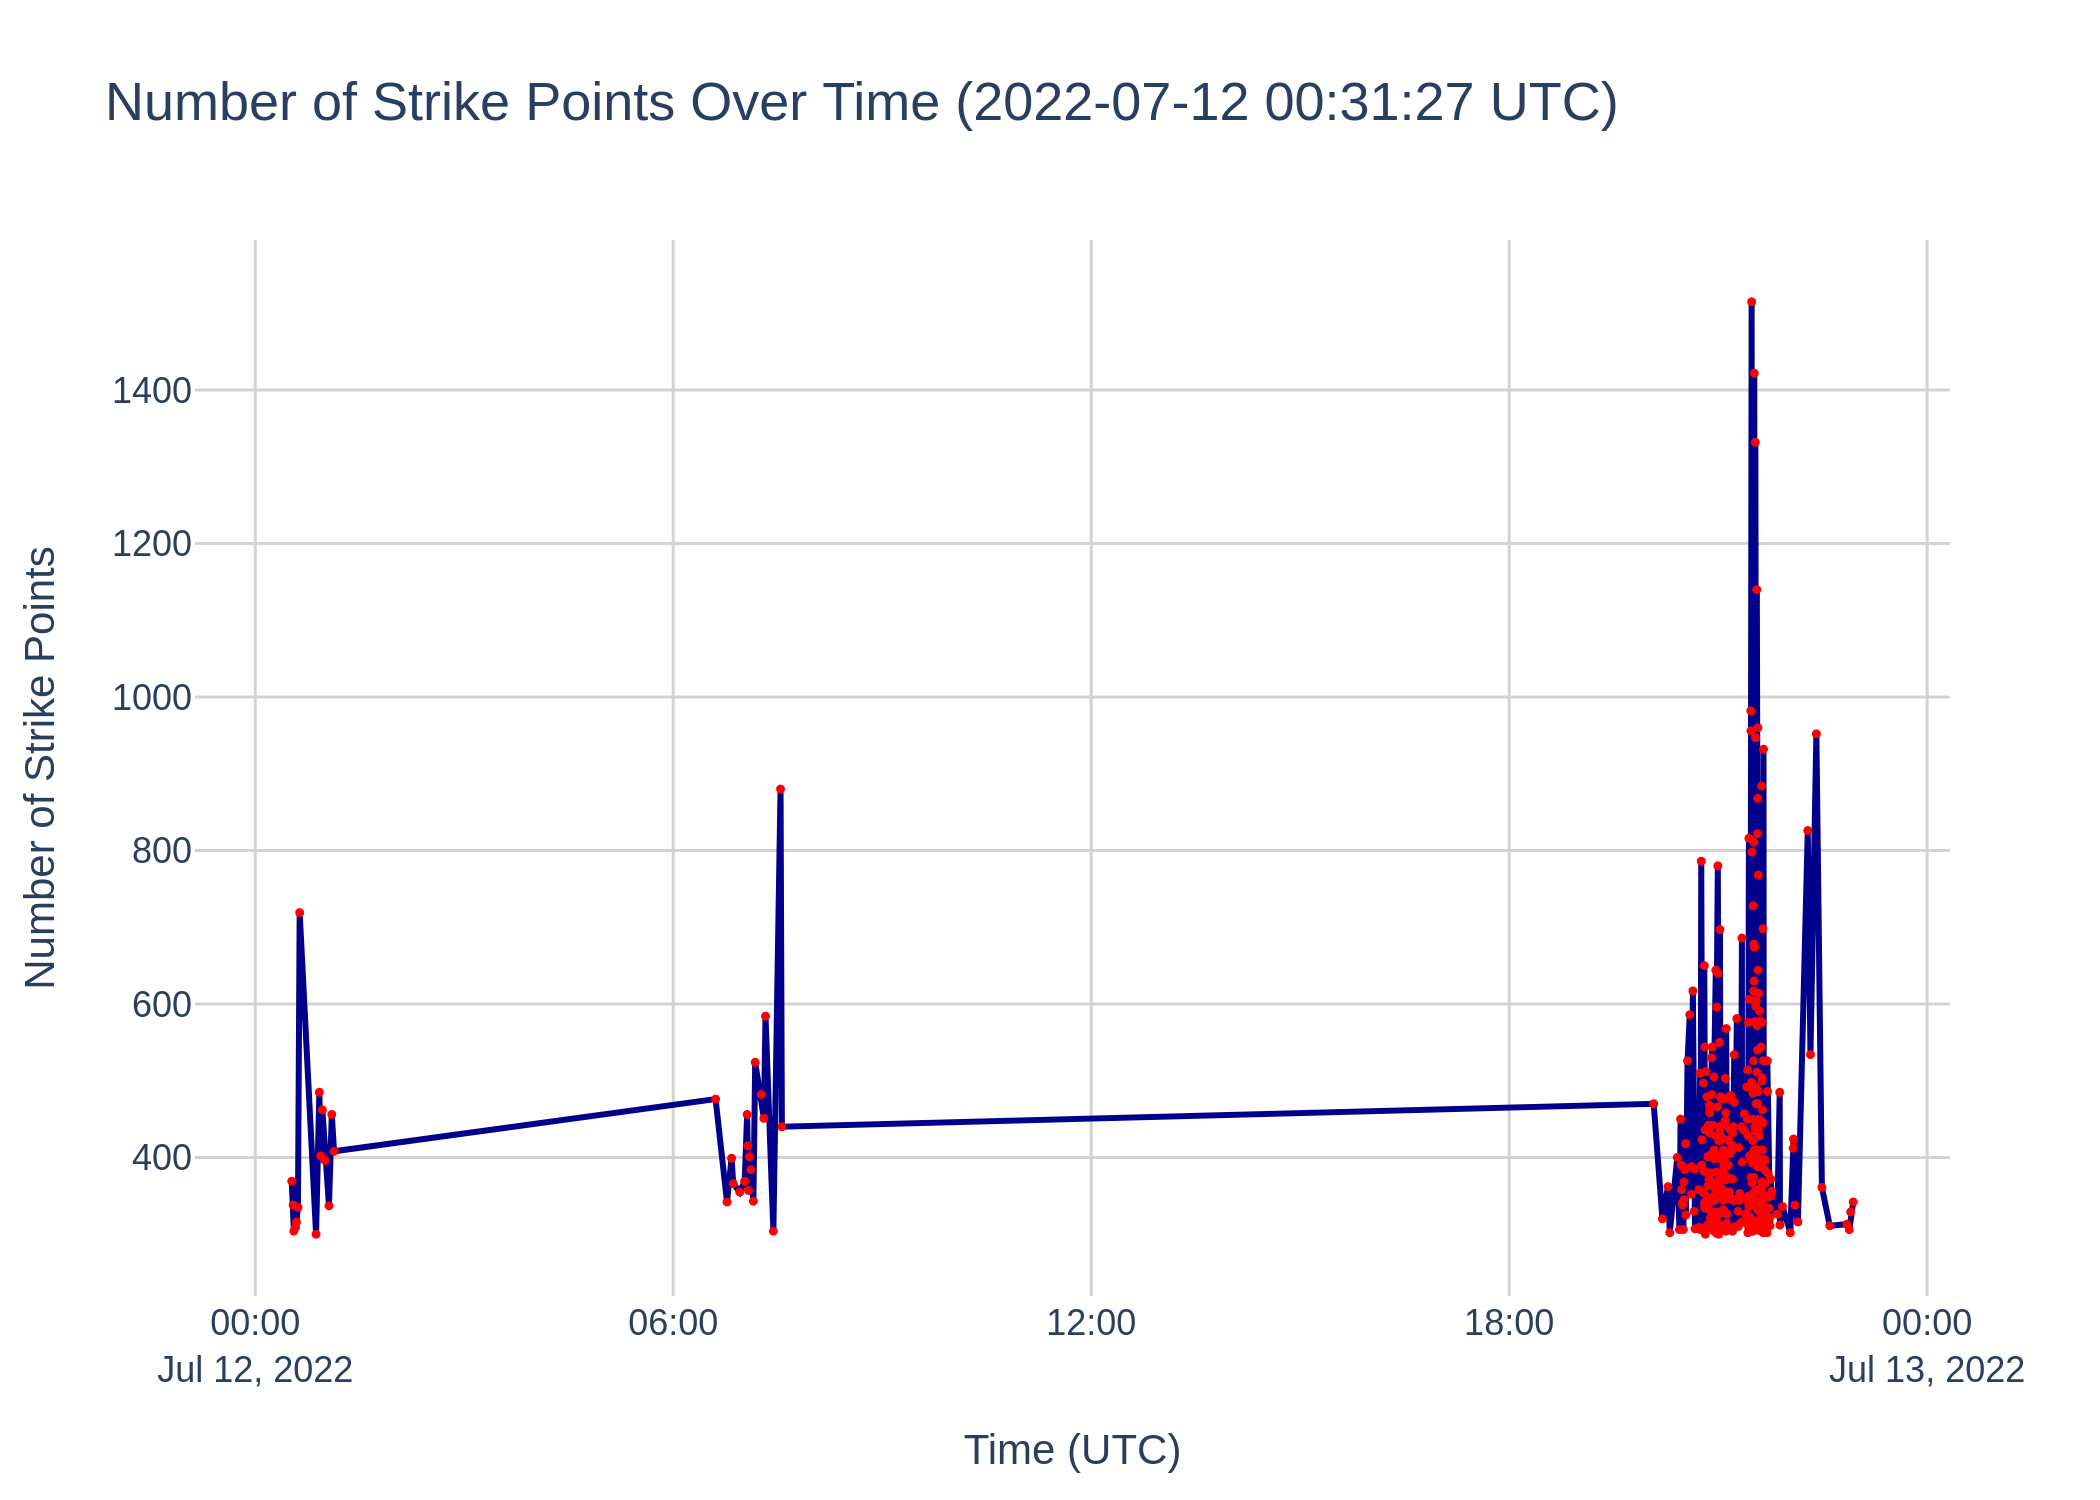 Number of Strike Points Over Time (2022-07-12 00:31:27 UTC)
Number of Strike Points
1400
1200
1000
800
600
400
00:00
06:00
12:00
18:00
00:00
Jul 12, 2022
Jul 13, 2022
Time (UTC)